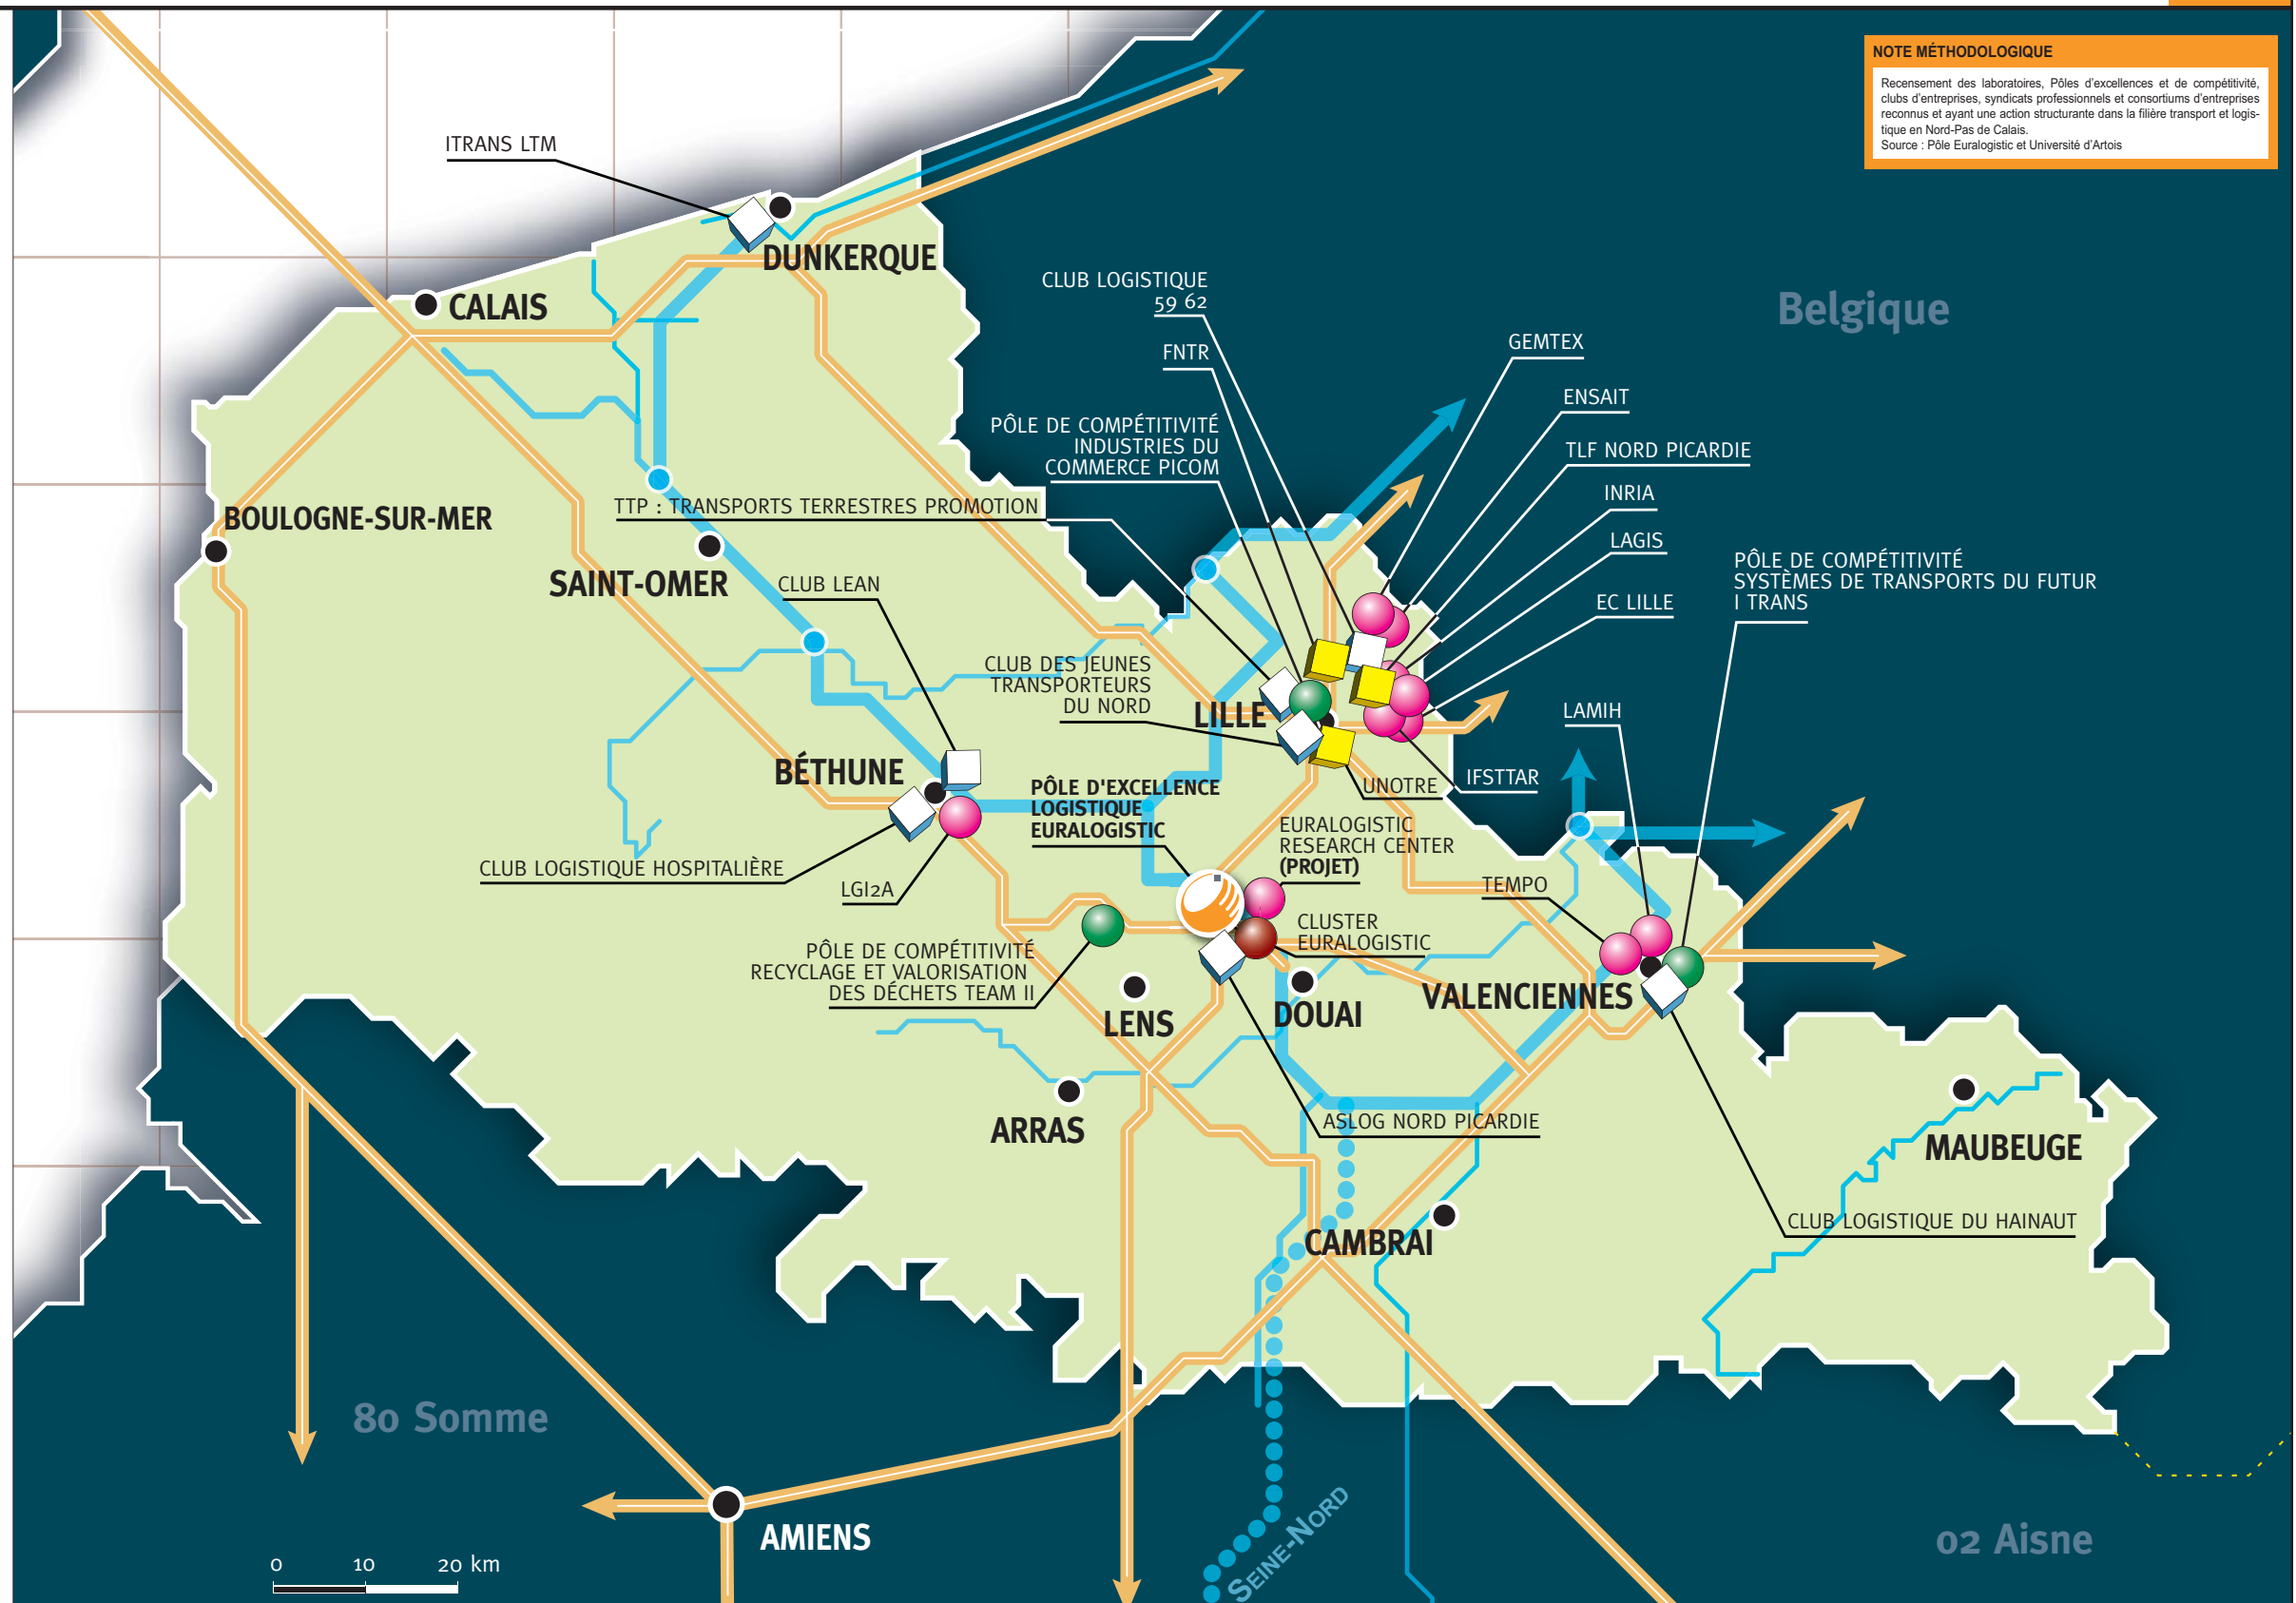 NOTE MÉTHODOLOGIQUE
Recensement des laboratoires, Pôles d'excellences et de compétitivité,
clubs d'entreprises, syndicats professionnels et consortiums d'entreprises
reconnus et ayant une action structurante dans la filière transport et logis-
tique en Nord-Pas de Calais.
Source : Pôle Euralogistic et Université d'Artois
ITRANS LTM
DUNKERQUE
CALAIS
CLUB LOGISTIQUE
59 62
Belgique
FNTR
GEMTEX
ENSAIT
PÔLE DE COMPÉTITIVITÉ
INDUSTRIES DU
COMMERCE PICOM
TLF NORD PICARDIE
INRIA
TTP : TRANSPORTS TERRESTRES PROMOTION
BOULOGNE-SUR-MER
LAGIS
PÔLE DE COMPÉTITIVITÉ
SYSTÈMES DE TRANSPORTS DU FUTUR
I TRANS
SAINT-OMER
CLUB LEAN
EC LILLE
CLUB DES JEUNES
TRANSPORTEURS
DU NORD
LILLE
LAMIH
BÉTHUNE
PÔLE D'EXCELLENCE
LOGISTIQUE
EURALOGISTIC
UNOTRE
IFSTTAR
EURALOGISTIC
RESEARCH CENTER
(PROJET)
CLUB LOGISTIQUE HOSPITALIÈRE
LGI2A
TEMPO
CLUSTER
EURALOGISTIC
PÔLE DE COMPÉTITIVITÉ
RECYCLAGE ET VALORISATION
DES DÉCHETS TEAM II
VALENCIENNES
LENS
DOUAI
ARRAS
ASLOG NORD PICARDIE
MAUBEUGE
CLUB LOGISTIQUE DU HAINAUT
CAMBRAI
80 Somme
SEINE-NORD
AMIENS
02 Aisne
0 10 20 km